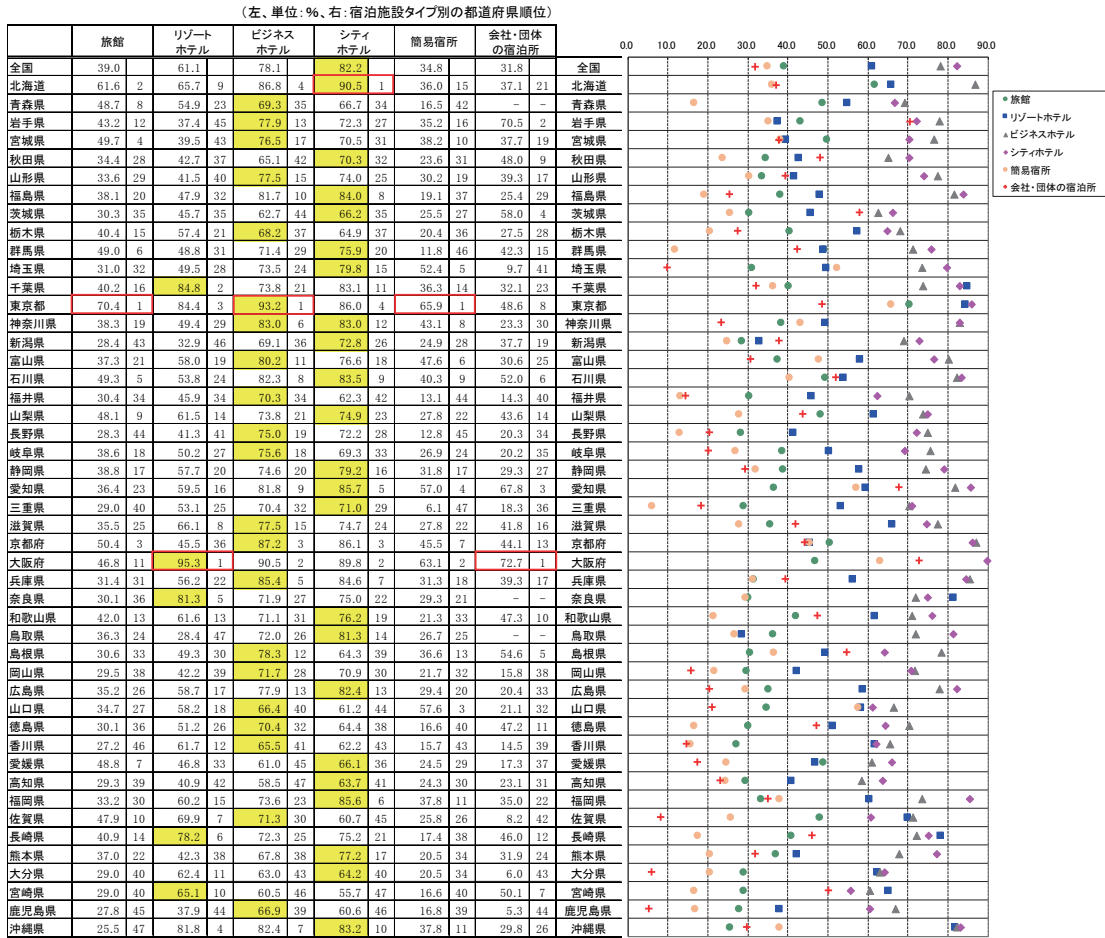 （左、単位：％、右：宿泊施設タイプ別の都道府県順位）
旅館 リゾートホテル ビジネスホテル シティホテル 簡易宿所 会社・団体の宿泊所 0.0 10.0 20.0 30.0 40.0 50.0 60.0 70.0 80.0 90.0
全国 39.0 61.1 78.1 82.2 34.8 31.8 全国
北海道 61.6 2 65.7 9 86.8 4 90.5 1 36.0 15 37.1 21 北海道
青森県 48.7 8 54.9 23 69.3 35 66.7 34 16.5 42 － － 青森県
岩手県 43.2 12 37.4 45 77.9 13 72.3 27 35.2 16 70.5 2 岩手県
宮城県 49.7 4 39.5 43 76.5 17 70.5 31 38.2 10 37.7 19 宮城県
秋田県 34.4 28 42.7 37 65.1 42 70.3 32 23.6 31 48.0 9 秋田県
山形県 33.6 29 41.5 40 77.5 15 74.0 25 30.2 19 39.3 17 山形県
福島県 38.1 20 47.9 32 81.7 10 84.0 8 19.1 37 25.4 29 福島県
茨城県 30.3 35 45.7 35 62.7 44 66.2 35 25.5 27 58.0 4 茨城県
栃木県 40.4 15 57.4 21 68.2 37 64.9 37 20.4 36 27.5 28 栃木県
群馬県 49.0 6 48.8 31 71.4 29 75.9 20 11.8 46 42.3 15 群馬県
埼玉県 31.0 32 49.5 28 73.5 24 79.8 15 52.4 5 9.7 41 埼玉県
千葉県 40.2 16 84.8 2 73.8 21 83.1 11 36.3 14 32.1 23 千葉県
東京都 70.4 1 84.4 3 93.2 1 86.0 4 65.9 1 48.6 8 東京都
神奈川県 38.3 19 49.4 29 83.0 6 83.0 12 43.1 8 23.3 30 神奈川県
新潟県 28.4 43 32.9 46 69.1 36 72.8 26 24.9 28 37.7 19 新潟県
富山県 37.3 21 58.0 19 80.2 11 76.6 18 47.6 6 30.6 25 富山県
石川県 49.3 5 53.8 24 82.3 8 83.5 9 40.3 9 52.0 6 石川県
福井県 30.4 34 45.9 34 70.3 34 62.3 42 13.1 44 14.3 40 福井県
山梨県 48.1 9 61.5 14 73.8 21 74.9 23 27.8 22 43.6 14 山梨県
長野県 28.3 44 41.3 41 75.0 19 72.2 28 12.8 45 20.3 34 長野県
岐阜県 38.6 18 50.2 27 75.6 18 69.3 33 26.9 24 20.2 35 岐阜県
静岡県 38.8 17 57.7 20 74.6 20 79.2 16 31.8 17 29.3 27 静岡県
愛知県 36.4 23 59.5 16 81.8 9 85.7 5 57.0 4 67.8 3 愛知県
三重県 29.0 40 53.1 25 70.4 32 71.0 29 6.1 47 18.3 36 三重県
滋賀県 35.5 25 66.1 8 77.5 15 74.7 24 27.8 22 41.8 16 滋賀県
京都府 50.4 3 45.5 36 87.2 3 86.1 3 45.5 7 44.1 13 京都府
大阪府 46.8 11 95.3 1 90.5 2 89.8 2 63.1 2 72.7 1 大阪府
兵庫県 31.4 31 56.2 22 85.4 5 84.6 7 31.3 18 39.3 17 兵庫県
奈良県 30.1 36 81.3 5 71.9 27 75.0 22 29.3 21 － － 奈良県
和歌山県 42.0 13 61.6 13 71.1 31 76.2 19 21.3 33 47.3 10 和歌山県
鳥取県 36.3 24 28.4 47 72.0 26 81.3 14 26.7 25 － － 鳥取県
島根県 30.6 33 49.3 30 78.3 12 64.3 39 36.6 13 54.6 5 島根県
岡山県 29.5 38 42.2 39 71.7 28 70.9 30 21.7 32 15.8 38 岡山県
広島県 35.2 26 58.7 17 77.9 13 82.4 13 29.4 20 20.4 33 広島県
山口県 34.7 27 58.2 18 66.4 40 61.2 44 57.6 3 21.1 32 山口県
徳島県 30.1 36 51.2 26 70.4 32 64.4 38 16.6 40 47.2 11 徳島県
香川県 27.2 46 61.7 12 65.5 41 62.2 43 15.7 43 14.5 39 香川県
愛媛県 48.8 7 46.8 33 61.0 45 66.1 36 24.5 29 17.3 37 愛媛県
高知県 29.3 39 40.9 42 58.5 47 63.7 41 24.3 30 23.1 31 高知県
福岡県 33.2 30 60.2 15 73.6 23 85.6 6 37.8 11 35.0 22 福岡県
佐賀県 47.9 10 69.9 7 71.3 30 60.7 45 25.8 26 8.2 42 佐賀県
長崎県 40.9 14 78.2 6 72.3 25 75.2 21 17.4 38 46.0 12 長崎県
熊本県 37.0 22 42.3 38 67.8 38 77.2 17 20.5 34 31.9 24 熊本県
大分県 29.0 40 62.4 11 63.0 43 64.2 40 20.5 34 6.0 43 大分県
宮崎県 29.0 40 65.1 10 60.5 46 55.7 47 16.6 40 50.1 7 宮崎県
鹿児島県 27.8 45 37.9 44 66.9 39 60.6 46 16.8 39 5.3 44 鹿児島県
沖縄県 25.5 47 81.8 4 82.4 7 83.2 10 37.8 11 29.8 26 沖縄県
旅館
リゾートホテル
ビジネスホテル
シティホテル
簡易宿所
会社・団体の宿泊所